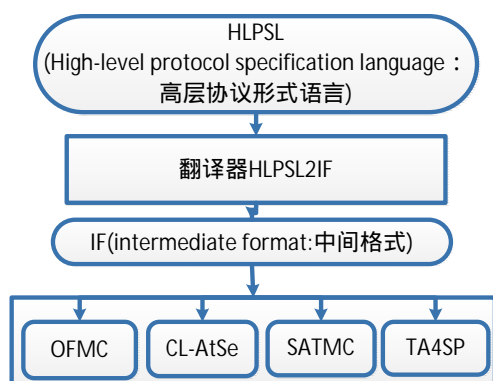 HLPSL
(High-level protocol specification language：
高层协议形式语言)
翻译器HLPSL2IF
IF(intermediate format:中间格式)
OFMC CL-AtSe SATMC TA4SP